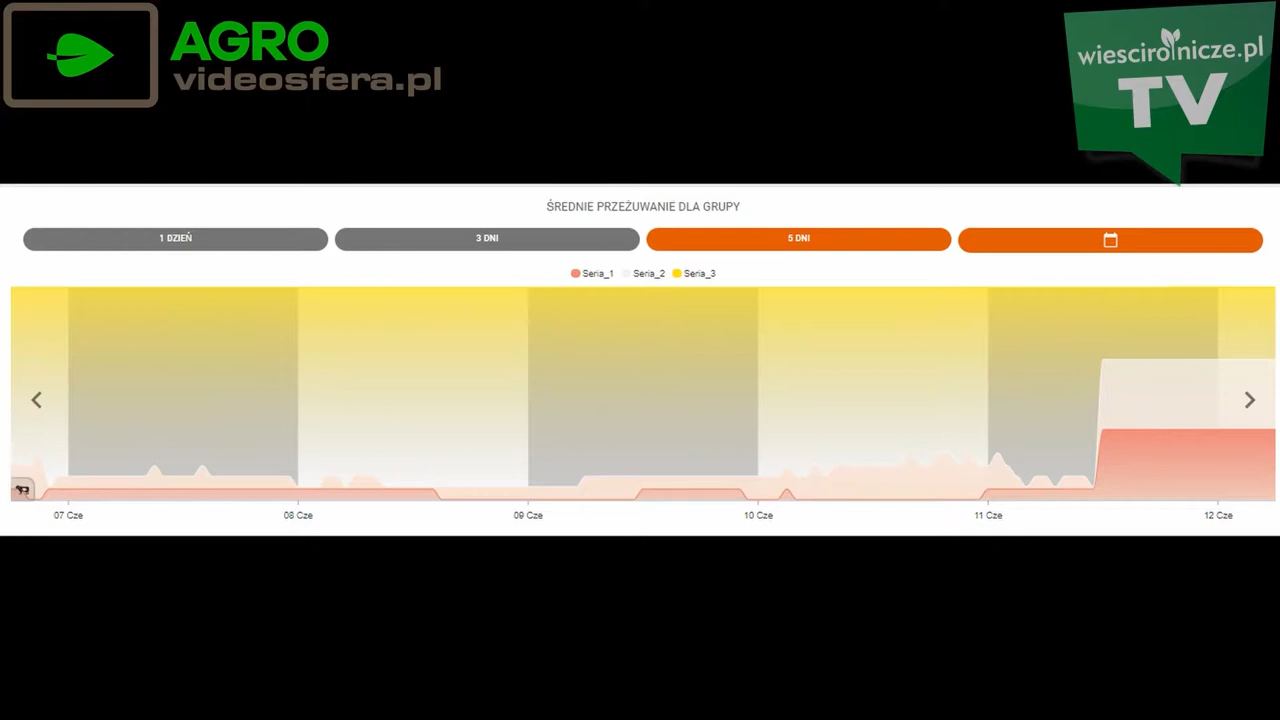 AGRO
videosfera.pl
wiescirolnicze.pl
TV
ŚREDNIE PRZEŻUWANIE DLA GRUPY
1 DZIEŃ
3 DNI
5 DNI
Seria_1
Seria_2
Seria_3
07 Cze
08 Cze
09 Cze
10 Cze
11 Cze
12 Cze